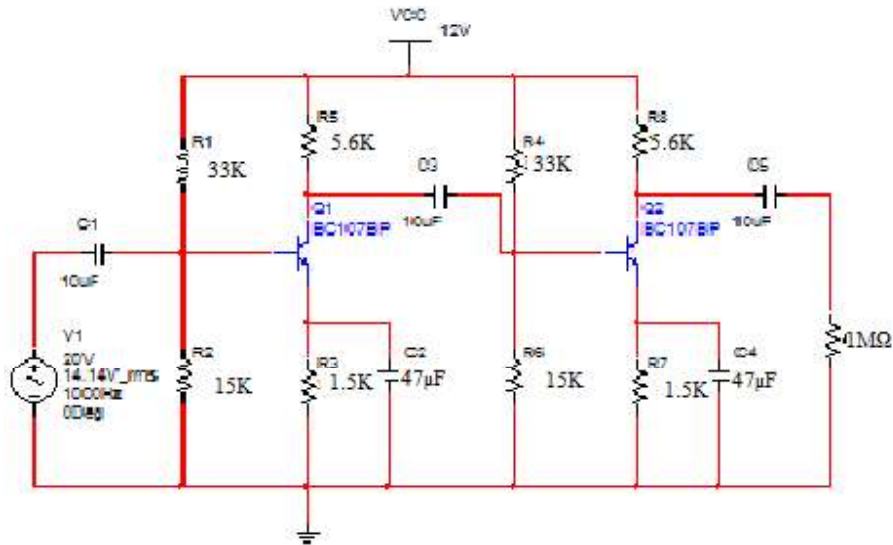 VCC
12V
R1
33K
R5
5.6K
R4
33K
R8
5.6K
C3
10uF
C5
10uF
Q1
BC107BP
Q2
BC107BP
C1
10uF
V1
20V
14.14V_rms
1000Hz
0Deg
R2
15K
R3
1.5K
C2
47µF
R6
15K
R7
1.5K
C4
47µF
1MΩ